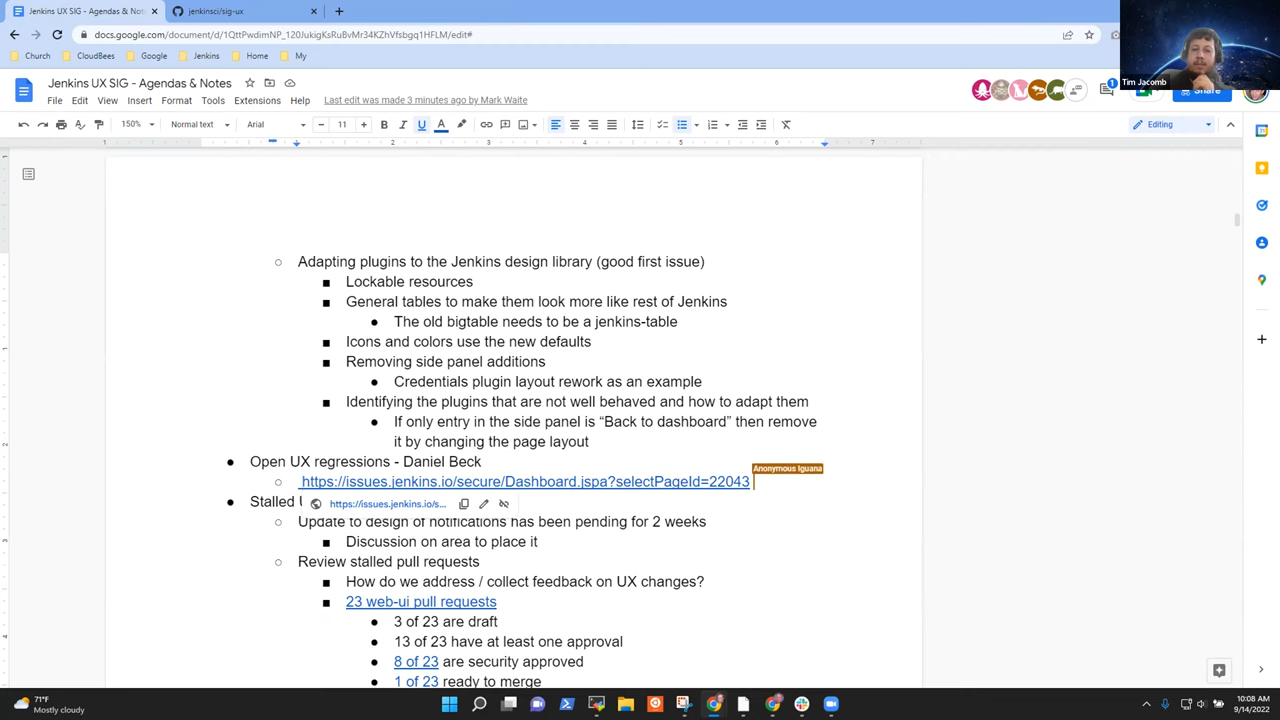 Jenkins UX SIG - Agendas & Note
jenkinsci/sig-ux
docs.google.com/document/d/1QttPwdimNP_120JukigKsRuBvMr34KZhVfsbgq1HFLM/edit#
Church
CloudBees
Google
Jenkins
Home
My
Tim Jacomb
Jenkins UX SIG - Agendas & Notes
File Edit View Insert Format Tools Extensions Help
Last edit was made 3 minutes ago by Mark Waite
1
Share
150%
Normal text
Arial
11
Editing
1 2 3 4 5 6 7
Adapting plugins to the Jenkins design library (good first issue)
Lockable resources
General tables to make them look more like rest of Jenkins
The old bigtable needs to be a jenkins-table
Icons and colors use the new defaults
Removing side panel additions
Credentials plugin layout rework as an example
Identifying the plugins that are not well behaved and how to adapt them
If only entry in the side panel is “Back to dashboard” then remove
it by changing the page layout
Open UX regressions - Daniel Beck
Anonymous Iguana
https://issues.jenkins.io/secure/Dashboard.jspa?selectPageId=22043
Stalled
https://issues.jenkins.io/s...
Update to design of notifications has been pending for 2 weeks
Discussion on area to place it
Review stalled pull requests
How do we address / collect feedback on UX changes?
23 web-ui pull requests
3 of 23 are draft
13 of 23 have at least one approval
8 of 23 are security approved
1 of 23 ready to merge
71°F
Mostly cloudy
10:08 AM
9/14/2022